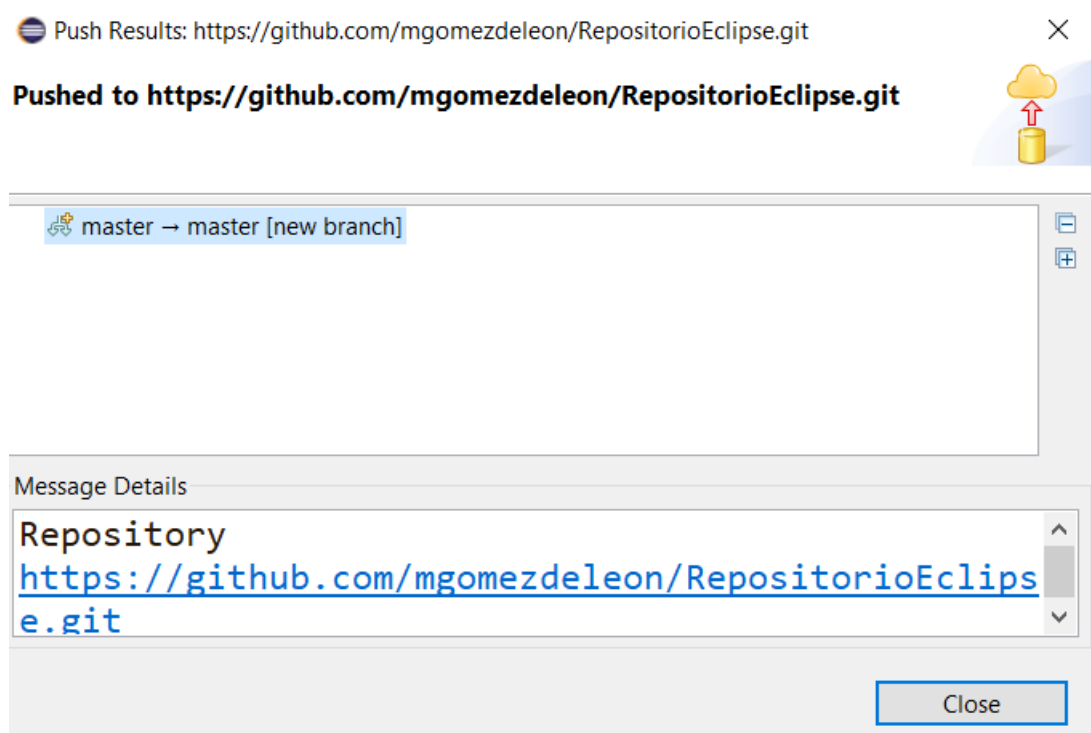 Push Results: https://github.com/mgomezdeleon/RepositorioEclipse.git
Pushed to https://github.com/mgomezdeleon/RepositorioEclipse.git
master → master [new branch]
Message Details
Repository
https://github.com/mgomezdeleon/RepositorioEclips
e.git
Close